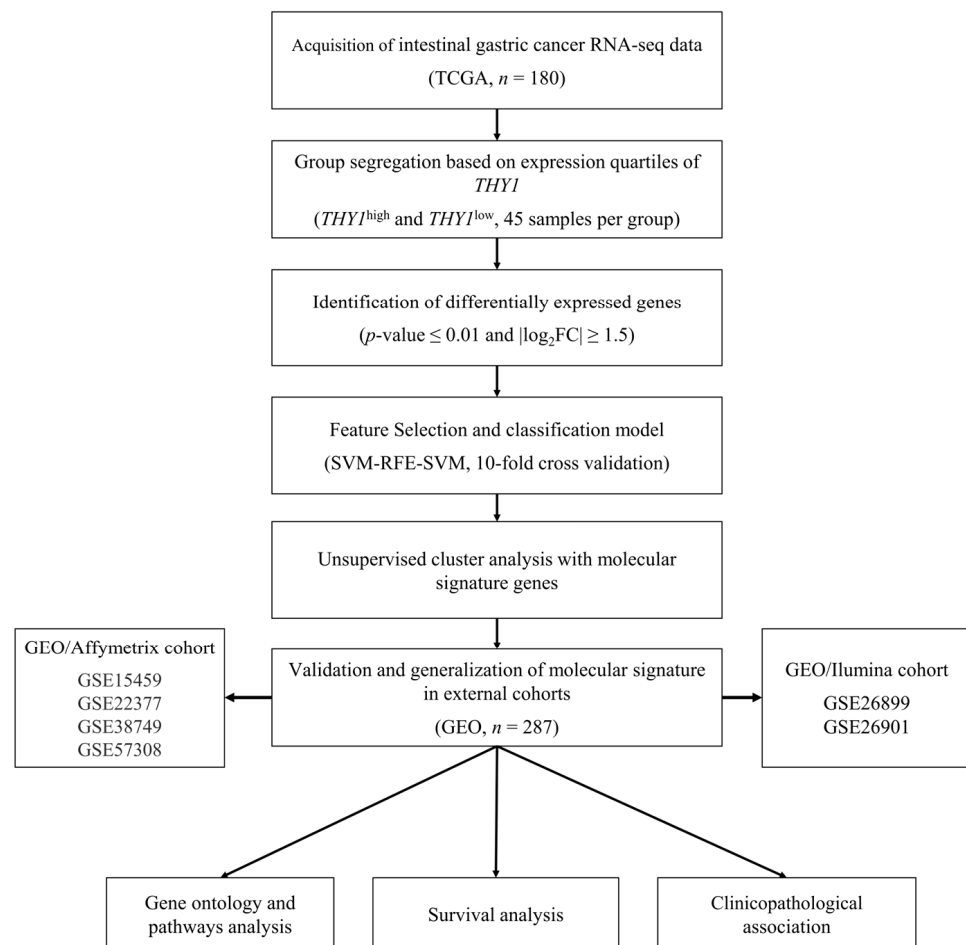 Acquisition of intestinal gastric cancer RNA-seq data
(TCGA, n = 180)
Group segregation based on expression quartiles of
THY1
(THY1high and THY1low, 45 samples per group)
Identification of differentially expressed genes
(p-value ≤ 0.01 and |log2FC| ≥ 1.5)
Feature Selection and classification model
(SVM-RFE-SVM, 10-fold cross validation)
Unsupervised cluster analysis with molecular
signature genes
GEO/Affymetrix cohort
GSE15459
GSE22377
GSE38749
GSE57308
Validation and generalization of molecular signature
in external cohorts
(GEO, n = 287)
GEO/Ilumina cohort
GSE26899
GSE26901
Gene ontology and
pathways analysis
Survival analysis
Clinicopathological
association